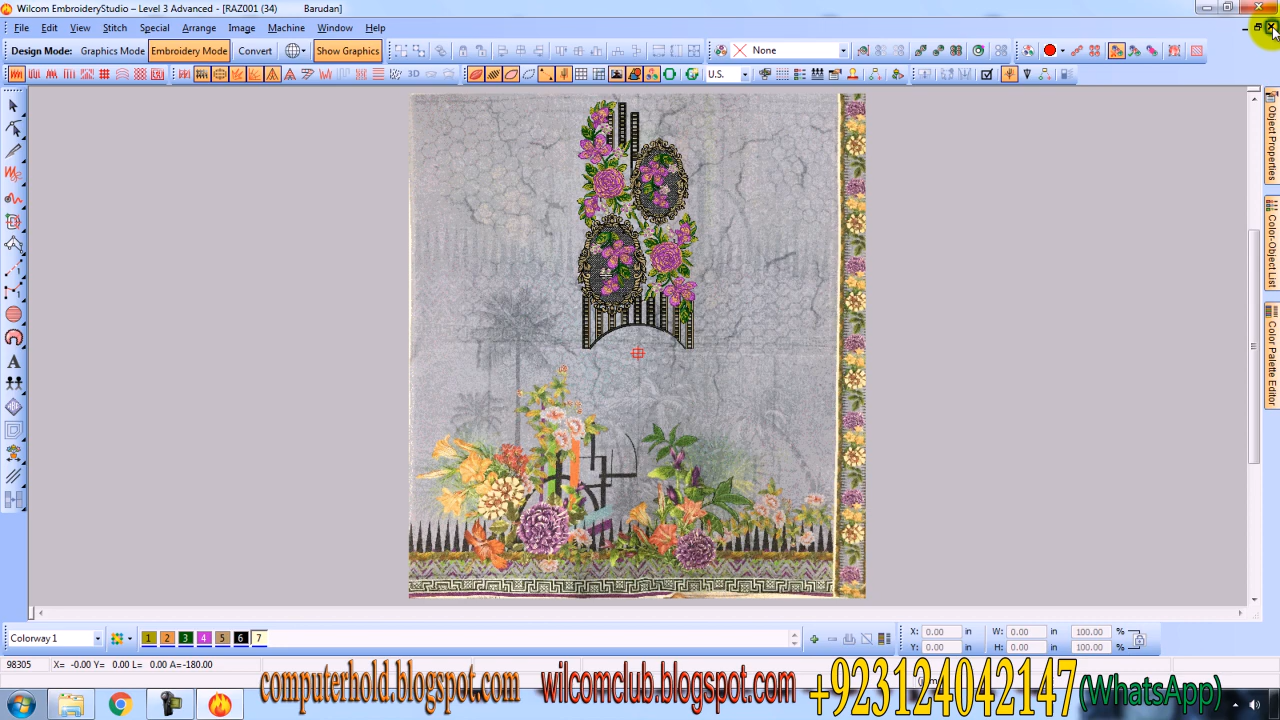 Wilcom EmbroideryStudio – Level 3 Advanced - [RAZ001 (34) Barudan]
File Edit View Stitch Special Arrange Image Machine Window Help
Design Mode: Graphics Mode Embroidery Mode Convert Show Graphics None
3D U.S.
Object Properties
Color-Object List
Color Palette Editor
Colorway 1 1 2 3 4 5 6 7 X: 0.00 in W: 0.00 in 100.00 %
Y: 0.00 in H: 0.00 in 100.00 %
98305 X= -0.00 Y= 0.00 L= 0.00 A=-180.00
computerhold.blogspot.com wilcomclub.blogspot.com +923124042147(WhatsApp)